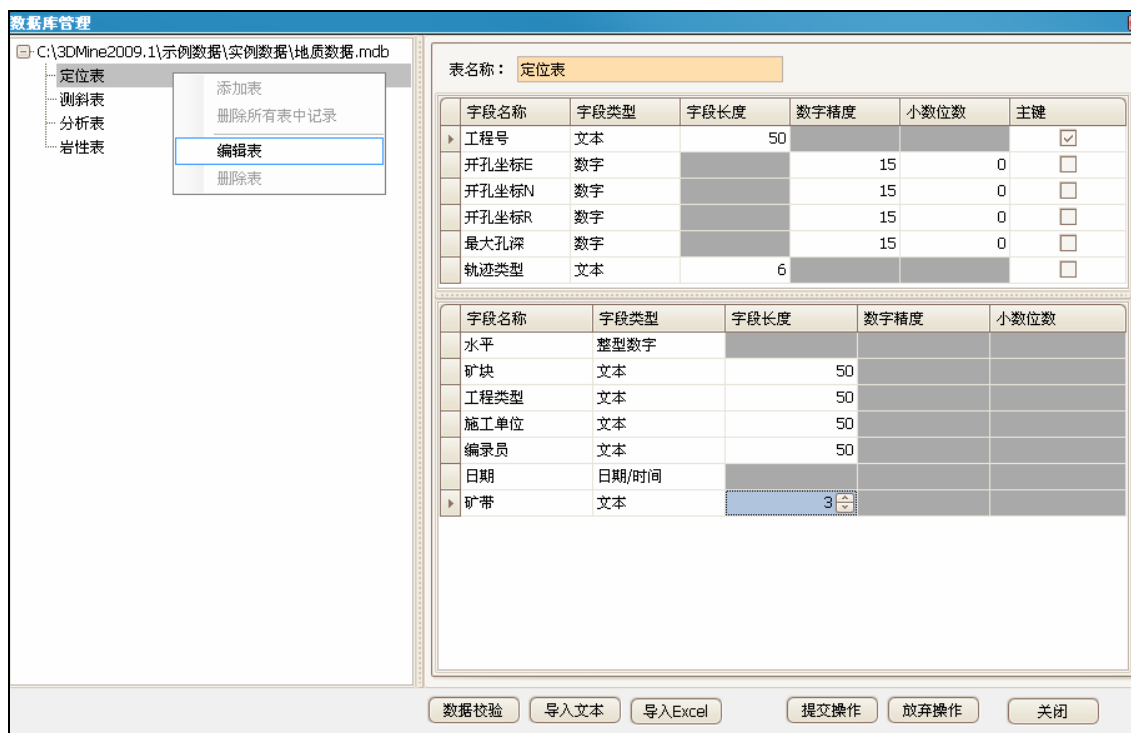 数据库管理
C:\3DMine2009.1\示例数据\实例数据\地质数据.mdb
定位表
测斜表
分析表
岩性表
添加表
删除所有表中记录
编辑表
删除表
表名称： 定位表
字段名称 字段类型 字段长度 数字精度 小数位数 主键
工程号 文本 50
开孔坐标E 数字 15 0
开孔坐标N 数字 15 0
开孔坐标R 数字 15 0
最大孔深 数字 15 0
轨迹类型 文本 6
字段名称 字段类型 字段长度 数字精度 小数位数
水平 整型数字
矿块 文本 50
工程类型 文本 50
施工单位 文本 50
编录员 文本 50
日期 日期/时间
矿带 文本 3
数据校验 导入文本 导入Excel 提交操作 放弃操作 关闭